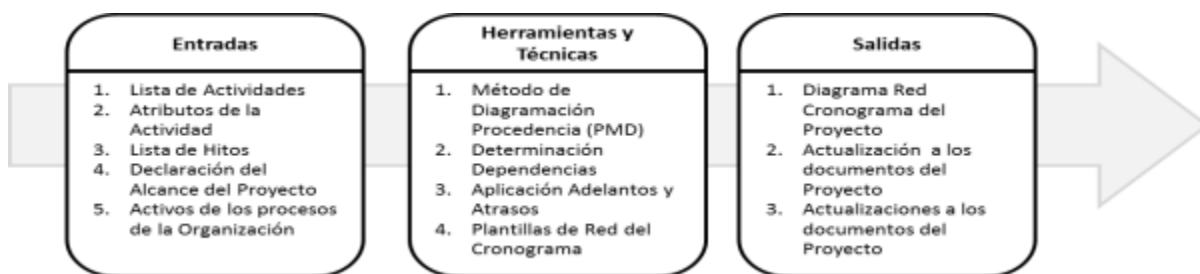 Entradas
1. Lista de Actividades
2. Atributos de la
Actividad
3. Lista de Hitos
4. Declaración del
Alcance del Proyecto
5. Activos de los procesos
de la Organización
Herramientas y
Técnicas
1. Método de
Diagramación
Procedencia (PMD)
2. Determinación
Dependencias
3. Aplicación Adelantos y
Atrasos
4. Plantillas de Red del
Cronograma
Salidas
1. Diagrama Red
Cronograma del
Proyecto
2. Actualización a los
documentos del
Proyecto
3. Actualizaciones a los
documentos del
Proyecto